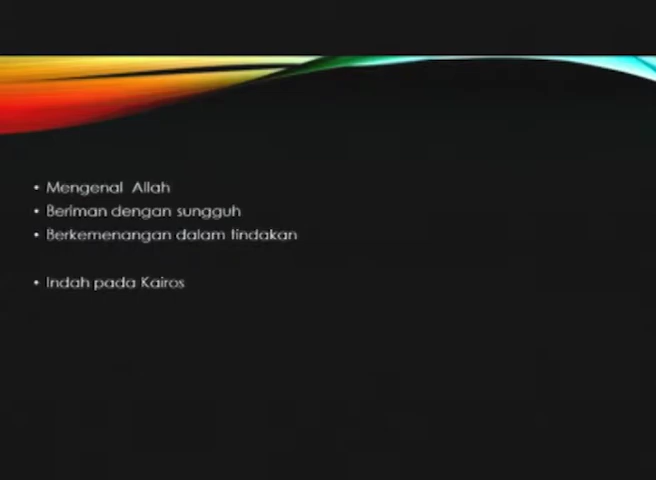 • Mengenal Allah
• Beriman dengan sungguh
• Berkemenangan dalam tindakan
• Indah pada Kairos